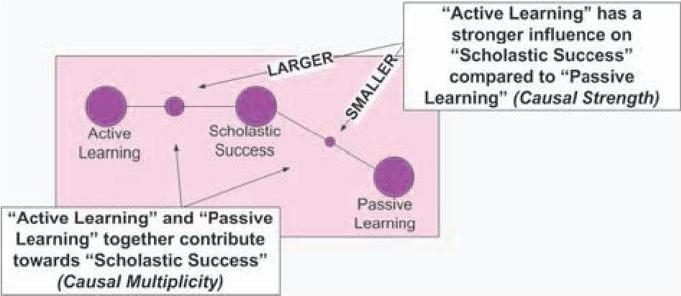 “Active Learning” has a
stronger influence on
“Scholastic Success”
compared to “Passive
Learning” (Causal Strength)
LARGER
SMALLER
Active
Learning
Scholastic
Success
Passive
Learning
“Active Learning” and “Passive
Learning” together contribute
towards “Scholastic Success”
(Causal Multiplicity)